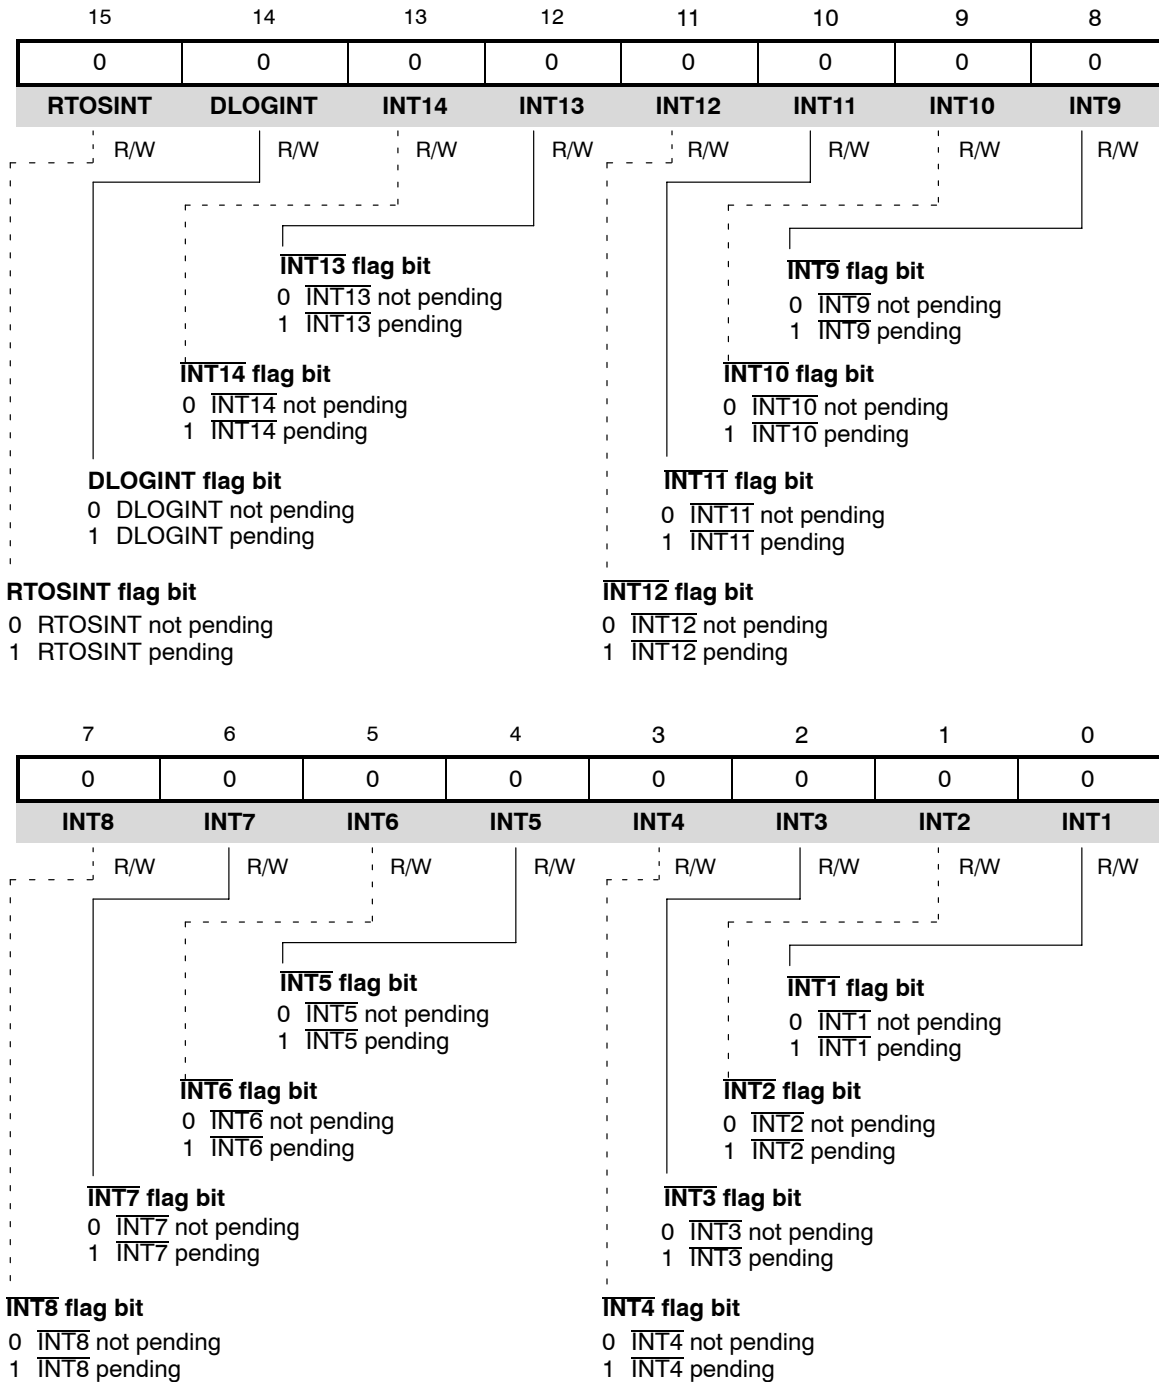 15 14 13 12 11 10 9 8
0 0 0 0 0 0 0 0
RTOSINT DLOGINT INT14 INT13 INT12 INT11 INT10 INT9
R/W R/W R/W R/W R/W R/W R/W R/W
INT13 flag bit
0 INT13 not pending
1 INT13 pending
INT9 flag bit
0 INT9 not pending
1 INT9 pending
INT14 flag bit
0 INT14 not pending
1 INT14 pending
INT10 flag bit
0 INT10 not pending
1 INT10 pending
DLOGINT flag bit
0 DLOGINT not pending
1 DLOGINT pending
INT11 flag bit
0 INT11 not pending
1 INT11 pending
RTOSINT flag bit
0 RTOSINT not pending
1 RTOSINT pending
INT12 flag bit
0 INT12 not pending
1 INT12 pending
7 6 5 4 3 2 1 0
0 0 0 0 0 0 0 0
INT8 INT7 INT6 INT5 INT4 INT3 INT2 INT1
R/W R/W R/W R/W R/W R/W R/W R/W
INT5 flag bit
0 INT5 not pending
1 INT5 pending
INT1 flag bit
0 INT1 not pending
1 INT1 pending
INT6 flag bit
0 INT6 not pending
1 INT6 pending
INT2 flag bit
0 INT2 not pending
1 INT2 pending
INT7 flag bit
0 INT7 not pending
1 INT7 pending
INT3 flag bit
0 INT3 not pending
1 INT3 pending
INT8 flag bit
0 INT8 not pending
1 INT8 pending
INT4 flag bit
0 INT4 not pending
1 INT4 pending